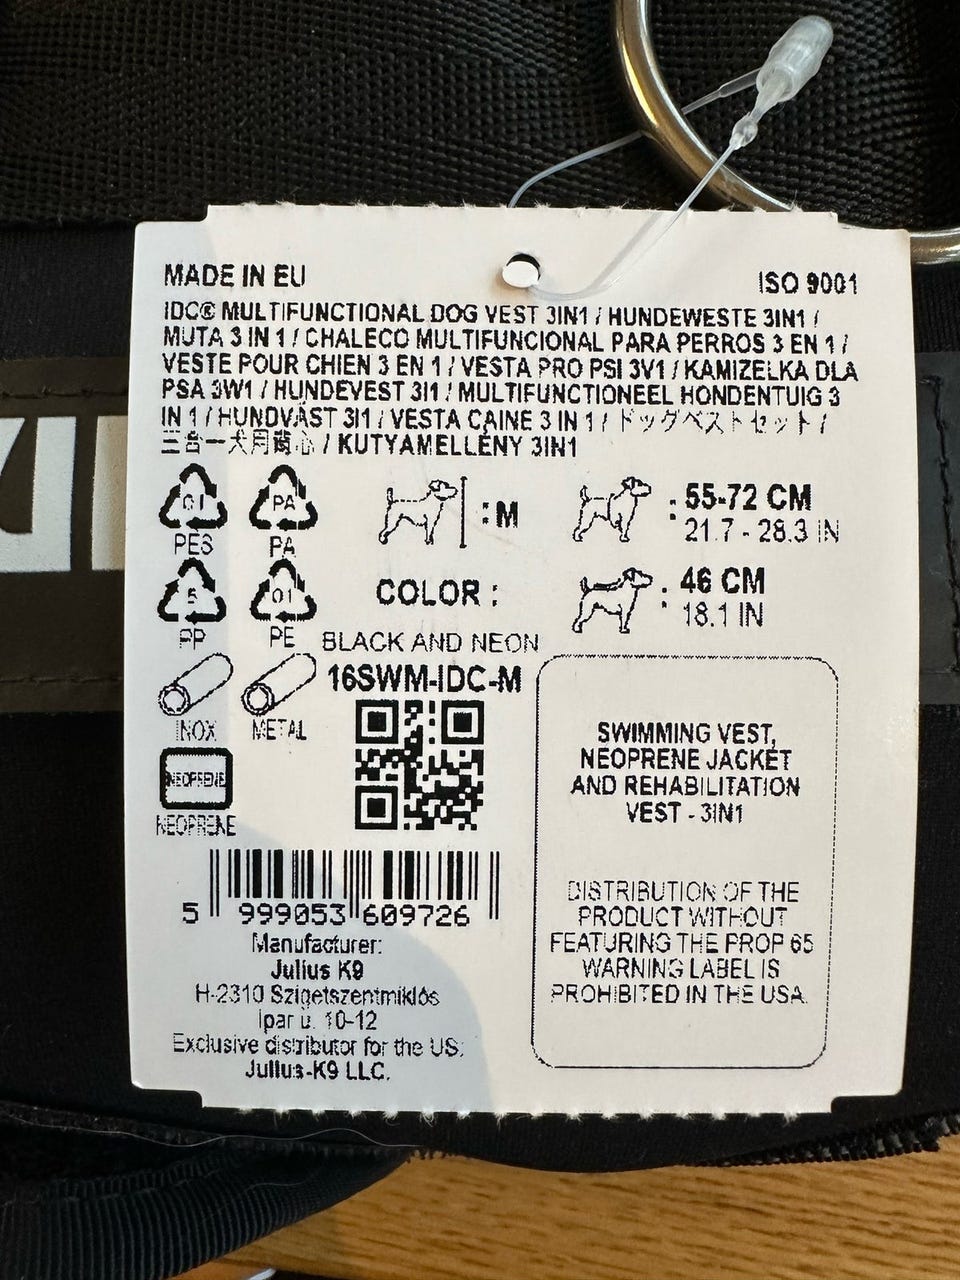 MADE IN EU
ISO 9001
IDC® MULTIFUNCTIONAL DOG VEST 3IN1 / HUNDEWESTE 3IN1 /
MUTA 3 IN 1 / CHALECO MULTIFUNCIONAL PARA PERROS 3 EN 1 /
VESTE POUR CHIEN 3 EN 1 / VESTA PRO PSI 3V1 / KAMIZELKA DLA
PSA 3W1 / HUNDEVEST 3I1 / MULTIFUNCTIONEEL HONDENTUIG 3
IN 1 / HUNDVÄST 3I1 / VESTA CAINE 3 IN 1 / ドッグベストセット /
三合一犬用背心 / KUTYAMELLÉNY 3IN1
01
PES
PA
PA
: M
: 55-72 CM
21.7 - 28.3 IN
5
PP
01
PE
COLOR :
BLACK AND NEON
: 46 CM
18.1 IN
INOX
METAL
16SWM-IDC-M
NEOPRENE
NEOPRENE
SWIMMING VEST,
NEOPRENE JACKET
AND REHABILITATION
VEST - 3IN1
DISTRIBUTION OF THE
PRODUCT WITHOUT
FEATURING THE PROP 65
WARNING LABEL IS
PROHIBITED IN THE USA.
5 999053 609726
Manufacturer:
Julius K9
H-2310 Szigetszentmiklós
Ipar u. 10-12
Exclusive distributor for the US:
Julius-K9 LLC.